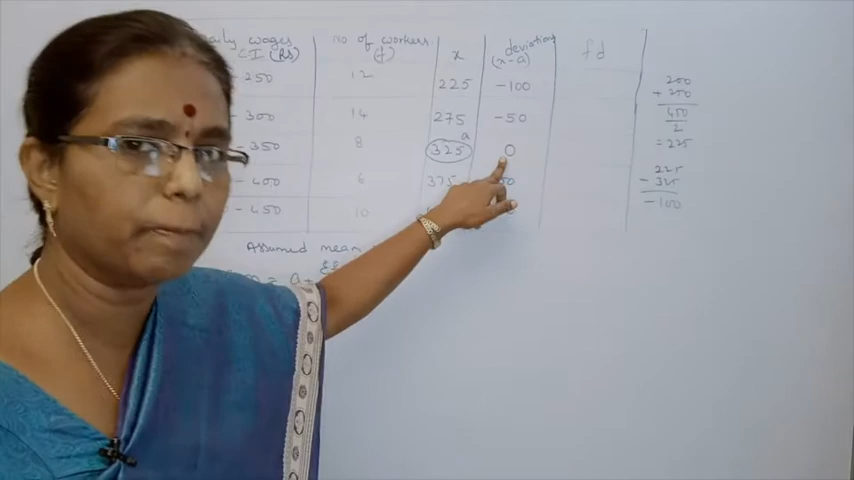 wages No of workers x deviation fd
C.I (Rs) (f) (x-a)
250 12 225 -100
300 14 275 -50
a
- 350 8 325 0
- 400 6 375
- 450 10
Assumed mean
200
+ 250
450
2
= 225
225
- 325
-100